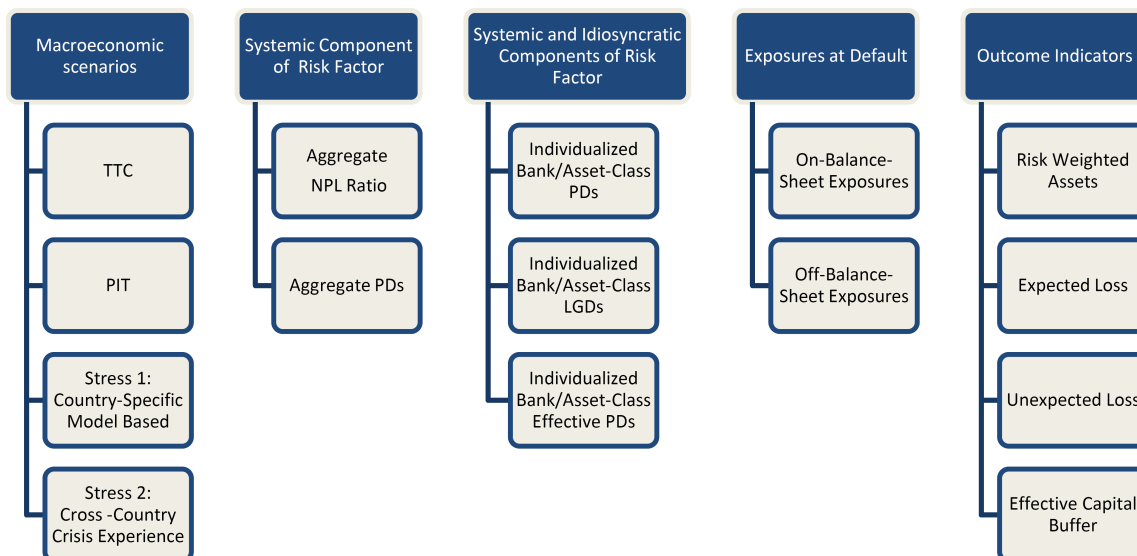 Macroeconomic
scenarios
TTC
PIT
Stress 1:
Country-Specific
Model Based
Stress 2:
Cross -Country
Crisis Experience
Systemic Component
of Risk Factor
Aggregate
NPL Ratio
Aggregate PDs
Systemic and Idiosyncratic
Components of Risk
Factor
Individualized
Bank/Asset-Class
PDs
Individualized
Bank/Asset-Class
LGDs
Individualized
Bank/Asset-Class
Effective PDs
Exposures at Default
On-Balance-
Sheet Exposures
Off-Balance-
Sheet Exposures
Outcome Indicators
Risk Weighted
Assets
Expected Loss
Unexpected Loss
Effective Capital
Buffer